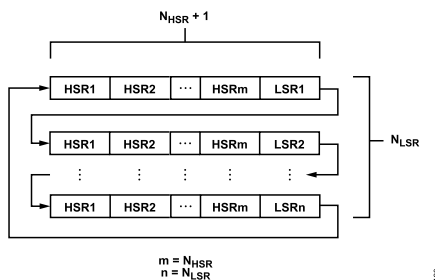 N_HSR + 1
HSR1 HSR2 ... HSRm LSR1
HSR1 HSR2 ... HSRm LSR2
N_LSR
HSR1 HSR2 ... HSRm LSRn
m = N_HSR
n = N_LSR